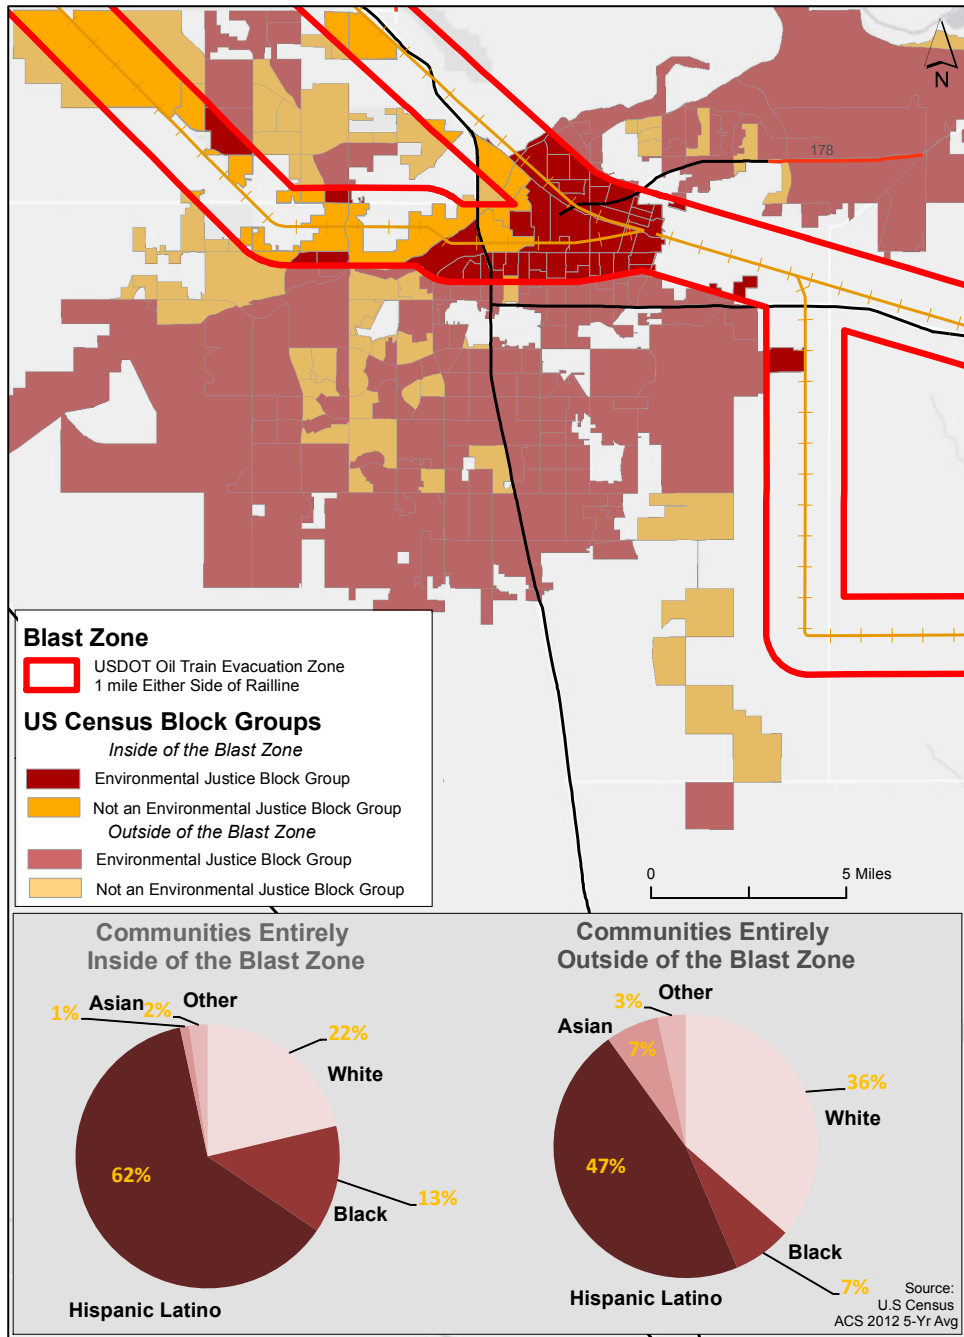 N
178
Blast Zone
USDOT Oil Train Evacuation Zone
1 mile Either Side of Railline
US Census Block Groups
Inside of the Blast Zone
Environmental Justice Block Group
Not an Environmental Justice Block Group
Outside of the Blast Zone
Environmental Justice Block Group
Not an Environmental Justice Block Group
0 5 Miles
Communities Entirely
Inside of the Blast Zone
1%
Asian
2%
Other
22%
White
62%
13%
Black
Hispanic Latino
Communities Entirely
Outside of the Blast Zone
3%
Other
Asian
7%
36%
White
47%
Black
7%
Hispanic Latino
Source:
U.S Census
ACS 2012 5-Yr Avg